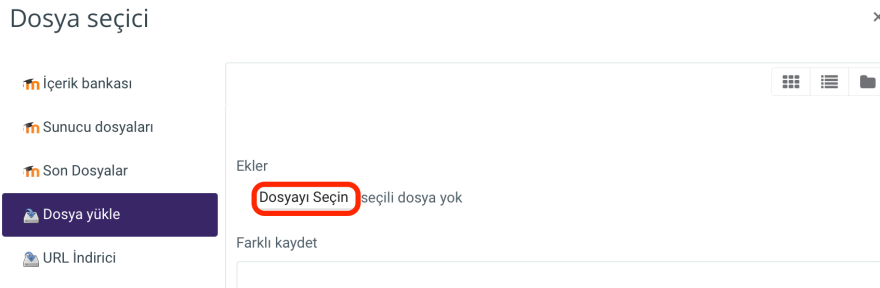 Dosya seçici
İçerik bankası
Sunucu dosyaları
Son Dosyalar
Dosya yükle
URL İndirici
Ekler
Dosyayı Seçin seçili dosya yok
Farklı kaydet